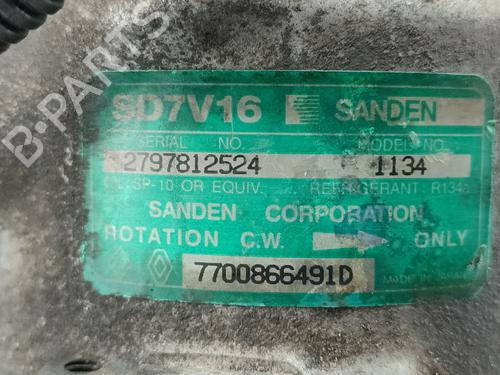 B-PARTS
SD7V16 SANDEN
SERIAL NO. MODEL NO.
2797812524 1134
SP-10 OR EQUIV. REFRIGERANT R134a
SANDEN CORPORATION
ROTATION C.W. ONLY
7700866491D
MADE